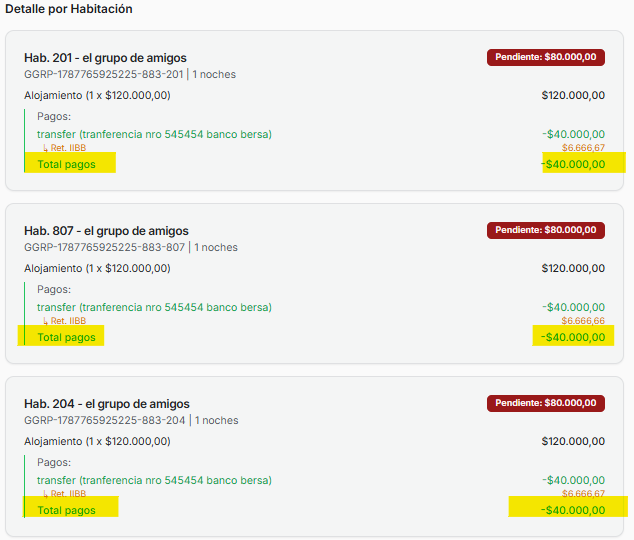 Detalle por Habitación
Hab. 201 - el grupo de amigos Pendiente: $80.000,00
GGRP-1787765925225-883-201 | 1 noches
Alojamiento (1 x $120.000,00) $120.000,00
Pagos:
transfer (tranferencia nro 545454 banco bersa) -$40.000,00
↳ Ret. IIBB $6.666,67
Total pagos -$40.000,00
Hab. 807 - el grupo de amigos Pendiente: $80.000,00
GGRP-1787765925225-883-807 | 1 noches
Alojamiento (1 x $120.000,00) $120.000,00
Pagos:
transfer (tranferencia nro 545454 banco bersa) -$40.000,00
↳ Ret. IIBB $6.666,66
Total pagos -$40.000,00
Hab. 204 - el grupo de amigos Pendiente: $80.000,00
GGRP-1787765925225-883-204 | 1 noches
Alojamiento (1 x $120.000,00) $120.000,00
Pagos:
transfer (tranferencia nro 545454 banco bersa) -$40.000,00
↳ Ret. IIBB $6.666,67
Total pagos -$40.000,00